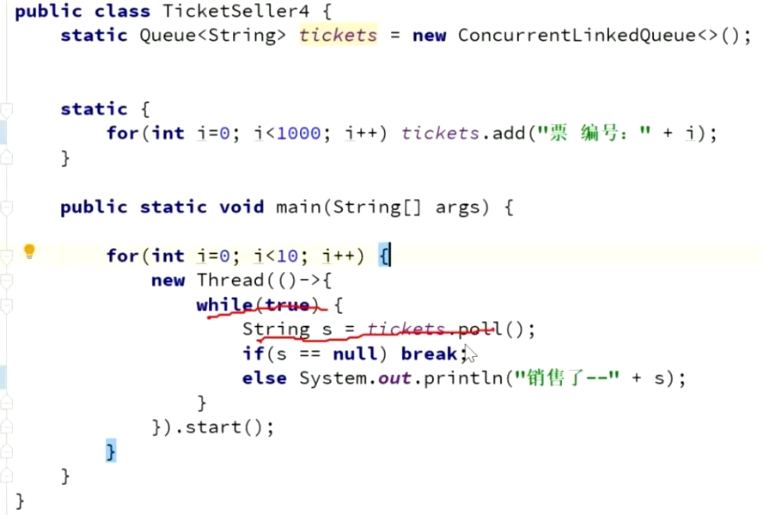 public class TicketSeller4 {
static Queue<String> tickets = new ConcurrentLinkedQueue<>();
static {
for(int i=0; i<1000; i++) tickets.add("票 编号：" + i);
}
public static void main(String[] args) {
for(int i=0; i<10; i++) {
new Thread(()->{
while(true) {
String s = tickets.poll();
if(s == null) break;
else System.out.println("销售了--" + s);
}
}).start();
}
}
}